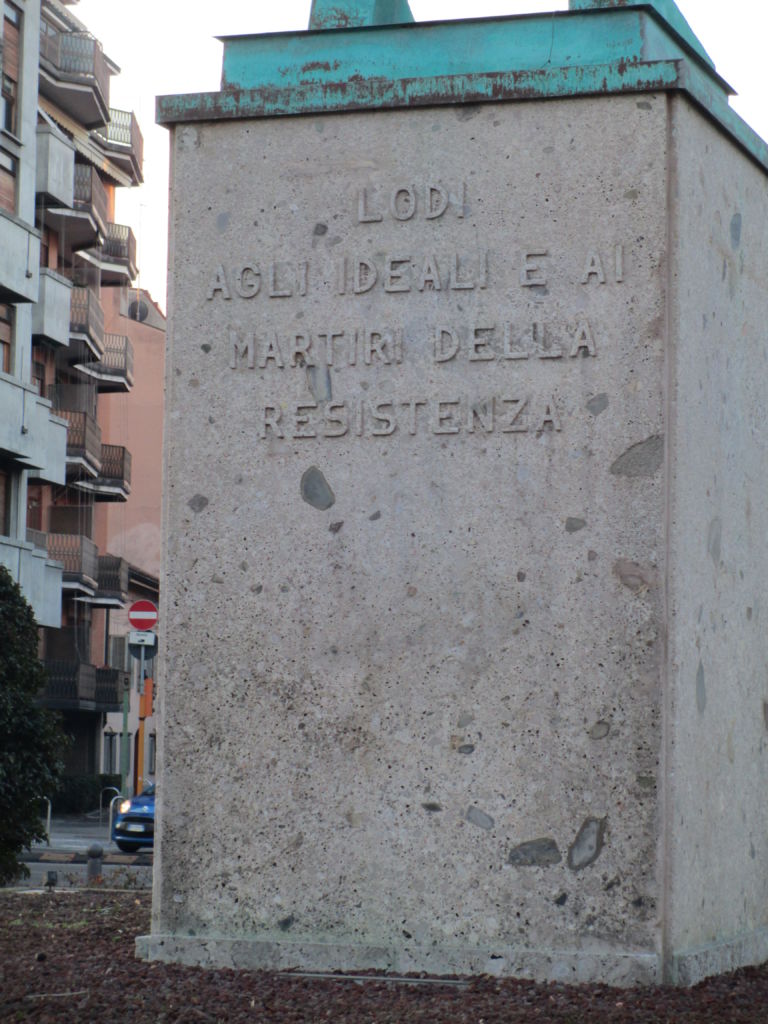 LODI
AGLI IDEALI E AI
MARTIRI DELLA
RESISTENZA